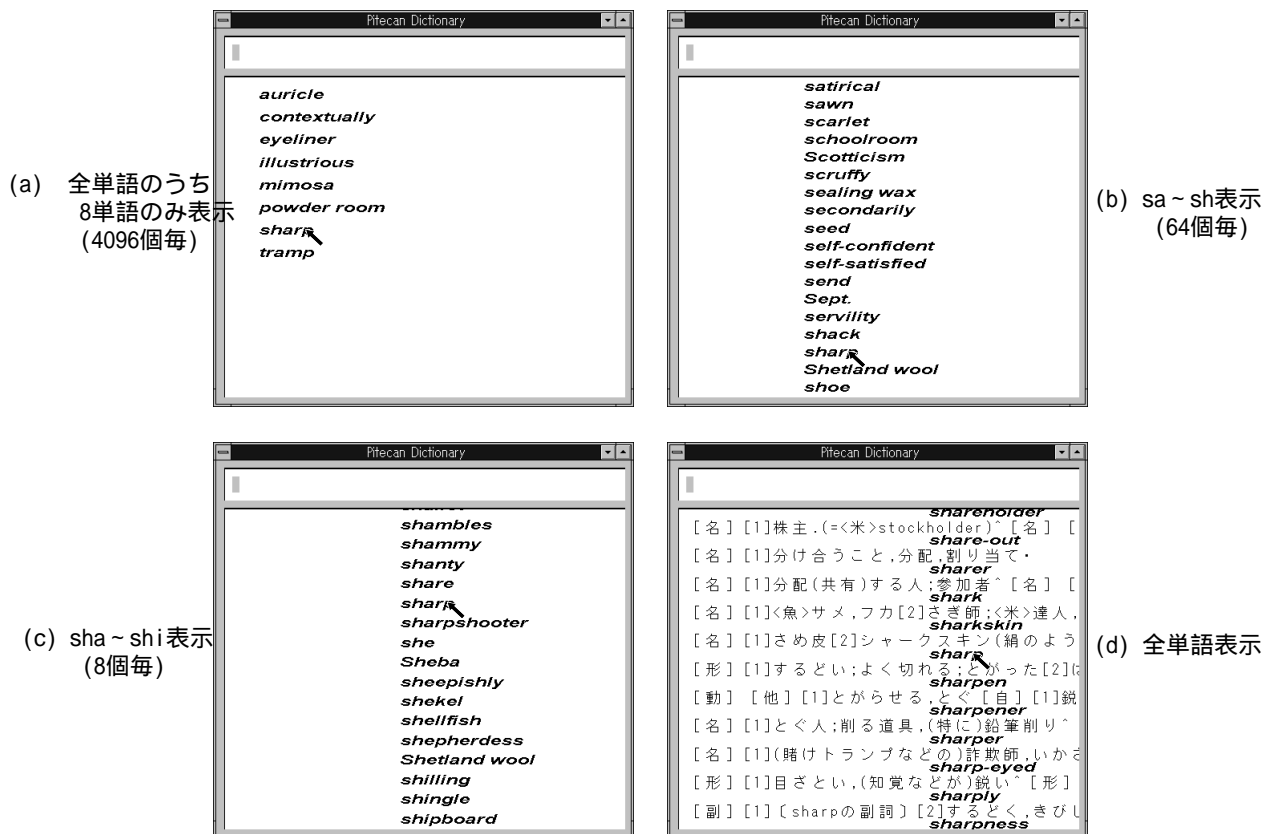 Pitecan Dictionary
auricle
contextually
eyeliner
illustrious
mimosa
powder room
sharp
tramp
(a) 全単語のうち
8単語のみ表示
(4096個毎)
Pitecan Dictionary
satirical
sawn
scarlet
schoolroom
Scotticism
scruffy
sealing wax
secondarily
seed
self-confident
self-satisfied
send
Sept.
servility
shack
sharp
Shetland wool
shoe
(b) sa~sh表示
(64個毎)
Pitecan Dictionary
shambles
shammy
shanty
share
sharp
sharpshooter
she
Sheba
sheepishly
shekel
shellfish
shepherdess
Shetland wool
shilling
shingle
shipboard
(c) sha~shi表示
(8個毎)
Pitecan Dictionary
shareholder
[名][1]株主.(=<米>stockholder)^[名] [
share-out
[名][1]分け合うこと,分配,割り当て・
sharer
[名][1]分配(共有)する人;参加者^[名] [
shark
[名][1]<魚>サメ,フカ[2]さぎ師;<米>達人,
sharkskin
[名][1]さめ皮[2]シャークスキン(絹のよう
sharp
[形][1]するどい;よく切れる;とがった[2]は
sharpen
[動] [他][1]とがらせる,とぐ[自][1]鋭
sharpener
[名][1]とぐ人;削る道具,(特に)鉛筆削り^
sharper
[名][1](賭けトランプなどの)詐欺師,いかさ
sharp-eyed
[形][1]目ざとい,(知覚などが)鋭い^[形]
sharply
[副][1]〔sharpの副詞〕[2]するどく,きびし
sharpness
(d) 全単語表示